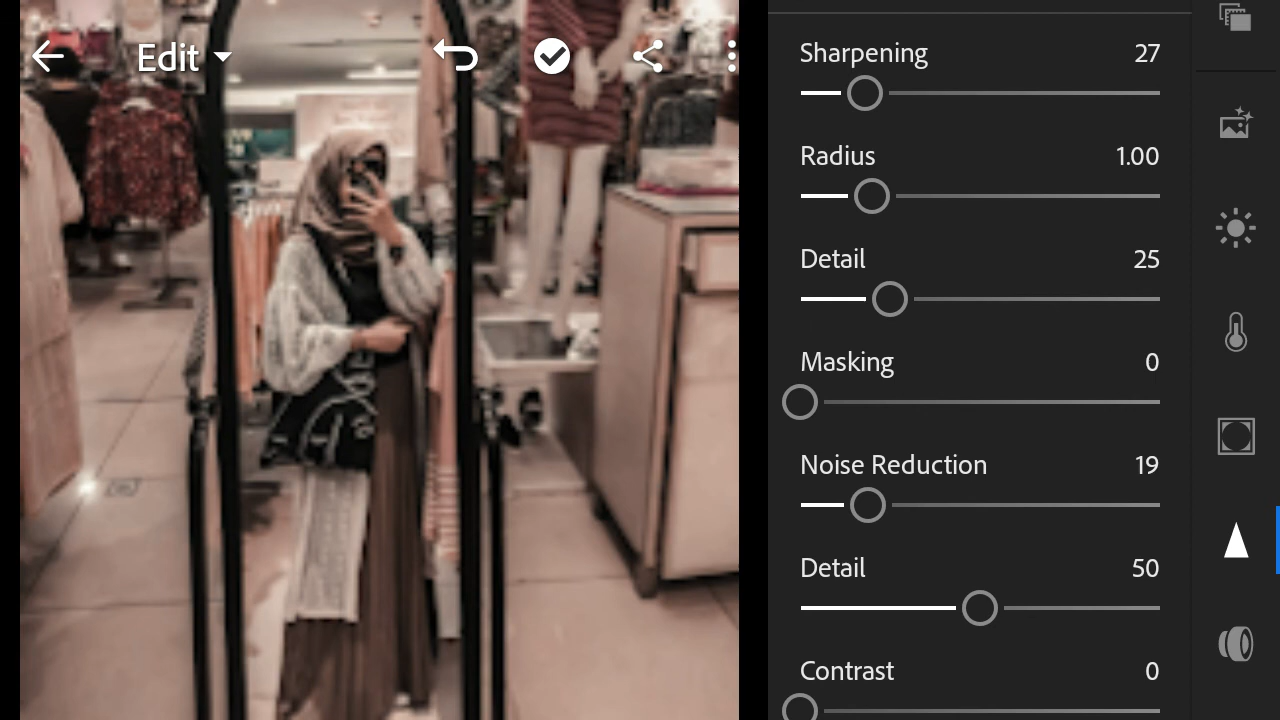 Edit
Sharpening 27
Radius 1.00
Detail 25
Masking 0
Noise Reduction 19
Detail 50
Contrast 0